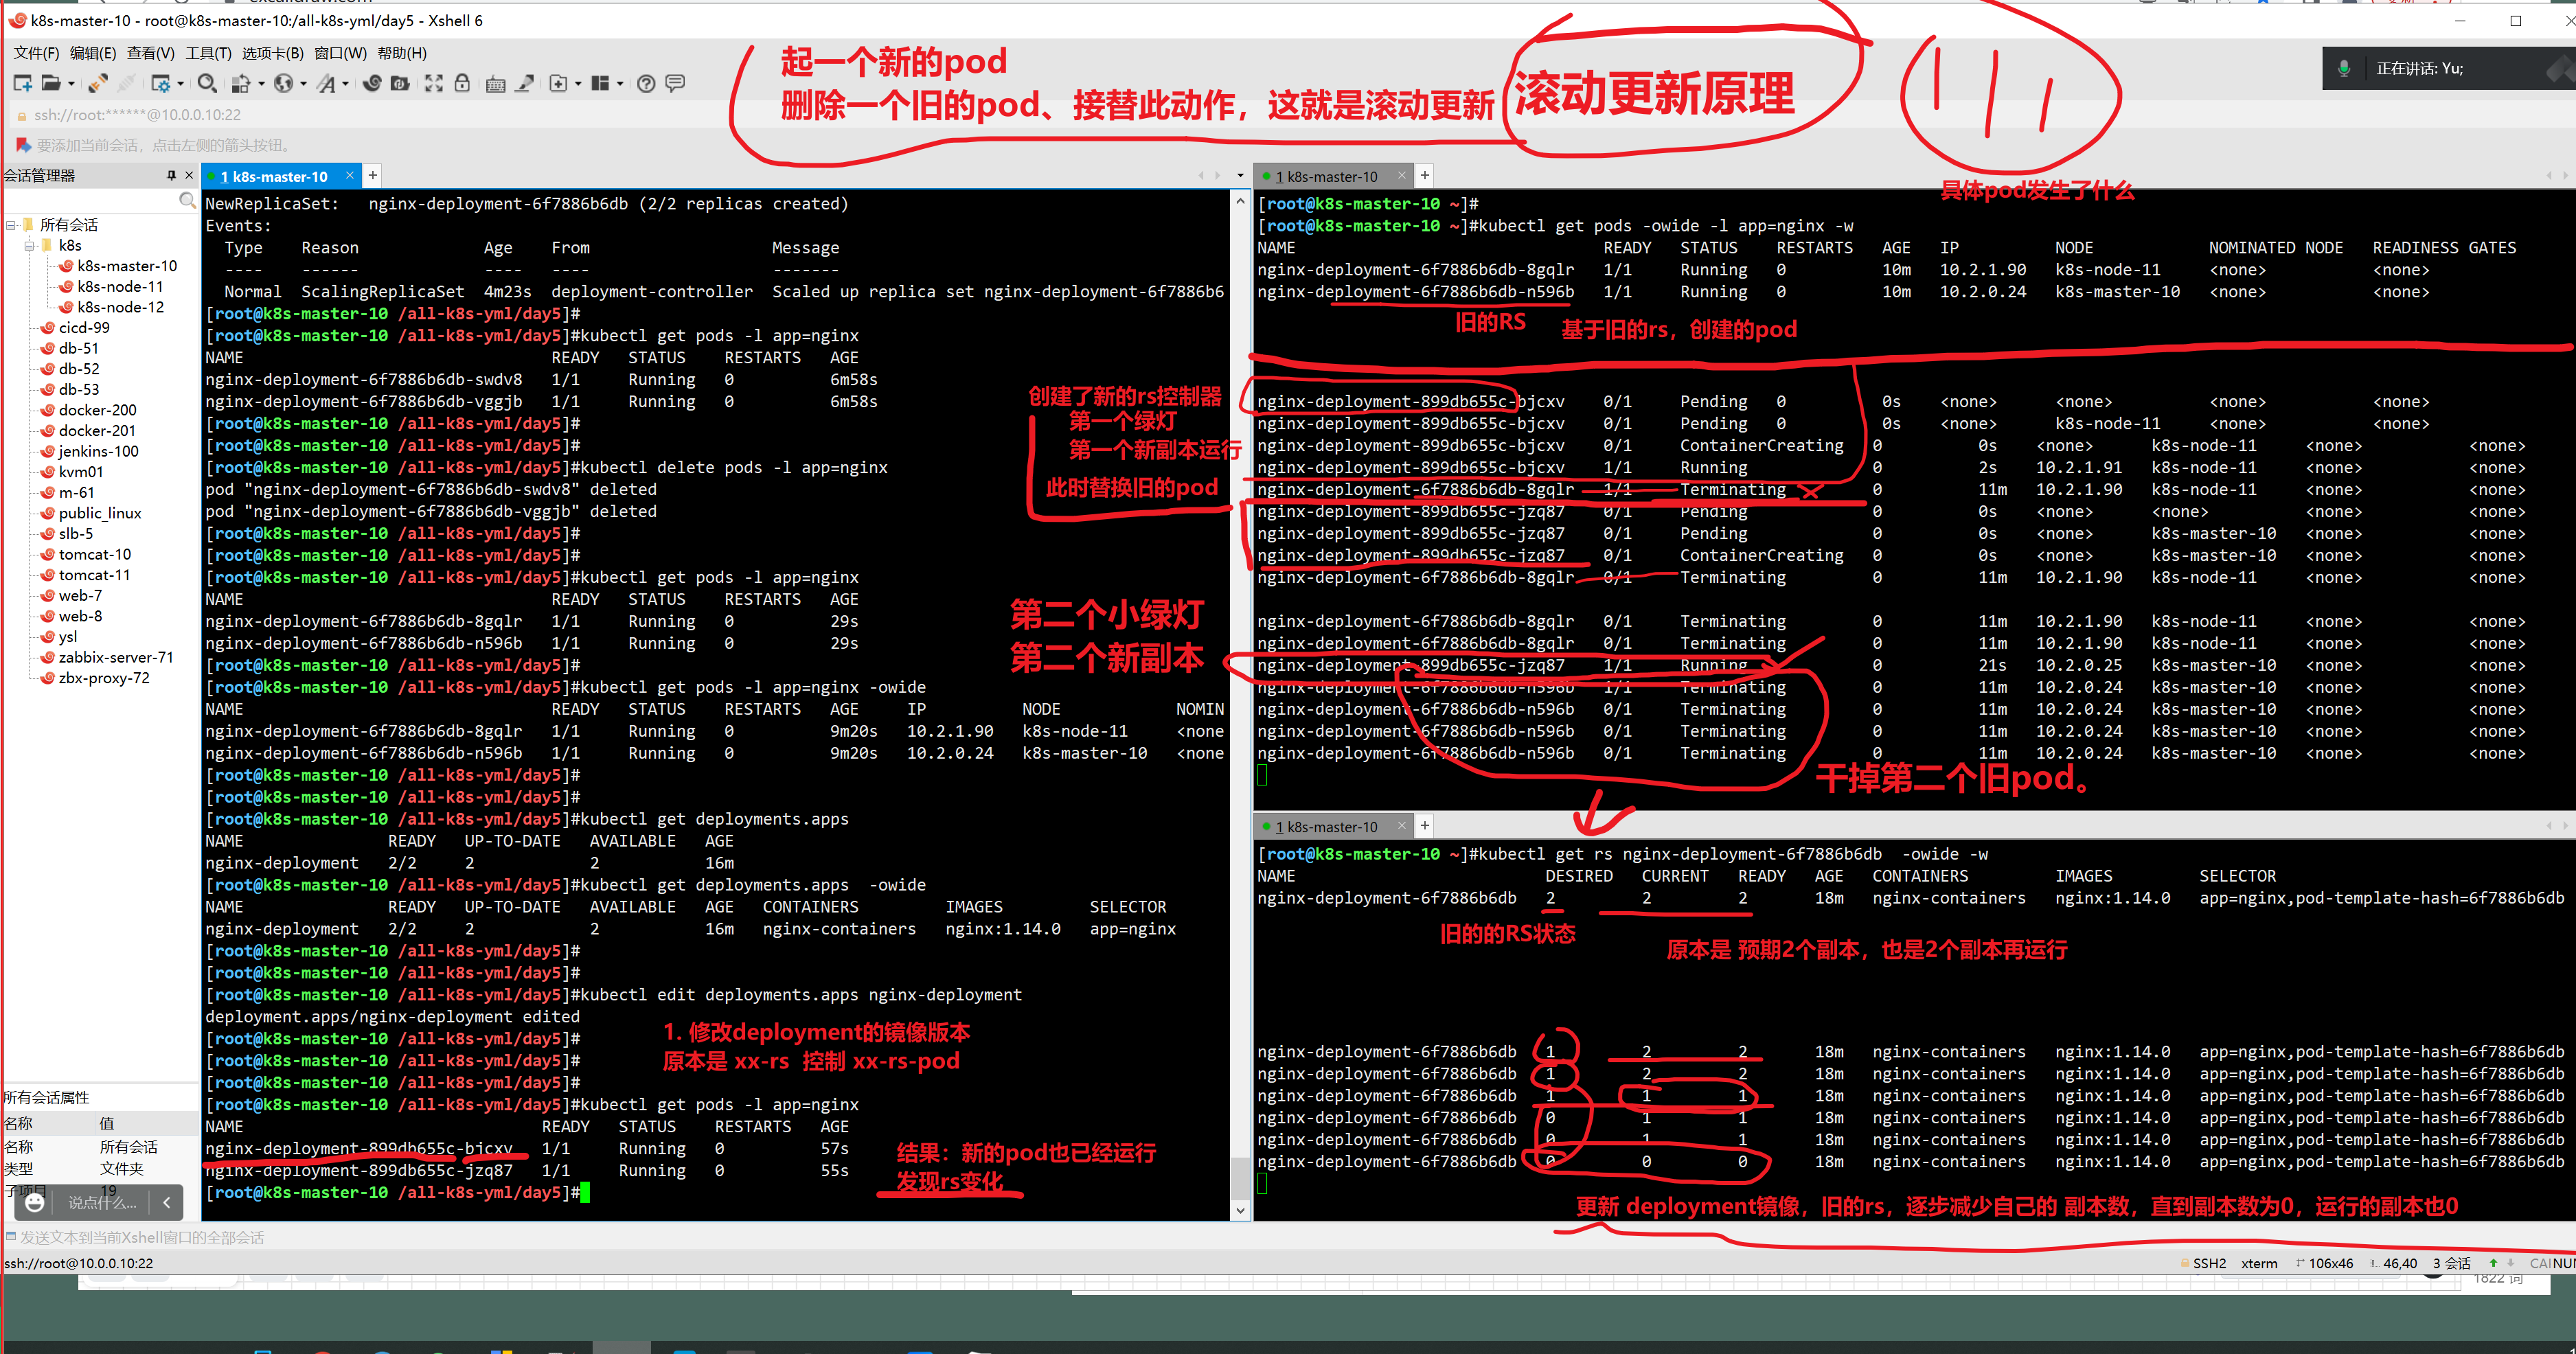 k8s-master-10 - root@k8s-master-10:/all-k8s-yml/day5 - Xshell 6
文件(F) 编辑(E) 查看(V) 工具(T) 选项卡(B) 窗口(W) 帮助(H)
起一个新的pod
删除一个旧的pod、接替此动作，这就是滚动更新
滚动更新原理
正在讲话: Yu;
ssh://root:******@10.0.0.10:22
要添加当前会话，点击左侧的箭头按钮。
具体pod发生了什么
会话管理器
所有会话
k8s
k8s-master-10
k8s-node-11
k8s-node-12
cicd-99
db-51
db-52
db-53
docker-200
docker-201
jenkins-100
kvm01
m-61
public_linux
slb-5
tomcat-10
tomcat-11
web-7
web-8
ysl
zabbix-server-71
zbx-proxy-72
所有会话属性
名称 值
名称 所有会话
类型 文件夹
子项目 19
说点什么...
1 k8s-master-10
NewReplicaSet:   nginx-deployment-6f7886b6db (2/2 replicas created)
Events:
Type    Reason             Age    From                   Message
----    ------             ----   ----                   -------
Normal  ScalingReplicaSet  4m23s  deployment-controller  Scaled up replica set nginx-deployment-6f7886b6
[root@k8s-master-10 /all-k8s-yml/day5]#
[root@k8s-master-10 /all-k8s-yml/day5]#kubectl get pods -l app=nginx
NAME READY STATUS RESTARTS AGE
nginx-deployment-6f7886b6db-swdv8 1/1 Running 0 6m58s
nginx-deployment-6f7886b6db-vggjb 1/1 Running 0 6m58s
[root@k8s-master-10 /all-k8s-yml/day5]#
[root@k8s-master-10 /all-k8s-yml/day5]#
[root@k8s-master-10 /all-k8s-yml/day5]#kubectl delete pods -l app=nginx
pod "nginx-deployment-6f7886b6db-swdv8" deleted
pod "nginx-deployment-6f7886b6db-vggjb" deleted
[root@k8s-master-10 /all-k8s-yml/day5]#
[root@k8s-master-10 /all-k8s-yml/day5]#
[root@k8s-master-10 /all-k8s-yml/day5]#kubectl get pods -l app=nginx
NAME READY STATUS RESTARTS AGE
nginx-deployment-6f7886b6db-8gqlr 1/1 Running 0 29s
nginx-deployment-6f7886b6db-n596b 1/1 Running 0 29s
[root@k8s-master-10 /all-k8s-yml/day5]#
[root@k8s-master-10 /all-k8s-yml/day5]#kubectl get pods -l app=nginx -owide
NAME READY STATUS RESTARTS AGE IP NODE NOMIN
nginx-deployment-6f7886b6db-8gqlr 1/1 Running 0 9m20s 10.2.1.90 k8s-node-11 <none
nginx-deployment-6f7886b6db-n596b 1/1 Running 0 9m20s 10.2.0.24 k8s-master-10 <none
[root@k8s-master-10 /all-k8s-yml/day5]#
[root@k8s-master-10 /all-k8s-yml/day5]#
[root@k8s-master-10 /all-k8s-yml/day5]#kubectl get deployments.apps
NAME READY UP-TO-DATE AVAILABLE AGE
nginx-deployment 2/2 2 2 16m
[root@k8s-master-10 /all-k8s-yml/day5]#kubectl get deployments.apps  -owide
NAME READY UP-TO-DATE AVAILABLE AGE CONTAINERS IMAGES SELECTOR
nginx-deployment 2/2 2 2 16m nginx-containers nginx:1.14.0 app=nginx
[root@k8s-master-10 /all-k8s-yml/day5]#
[root@k8s-master-10 /all-k8s-yml/day5]#
[root@k8s-master-10 /all-k8s-yml/day5]#kubectl edit deployments.apps nginx-deployment
deployment.apps/nginx-deployment edited
[root@k8s-master-10 /all-k8s-yml/day5]#
[root@k8s-master-10 /all-k8s-yml/day5]#
[root@k8s-master-10 /all-k8s-yml/day5]#
[root@k8s-master-10 /all-k8s-yml/day5]#kubectl get pods -l app=nginx
NAME READY STATUS RESTARTS AGE
nginx-deployment-899db655c-bjcxv 1/1 Running 0 57s
nginx-deployment-899db655c-jzq87 1/1 Running 0 55s
[root@k8s-master-10 /all-k8s-yml/day5]#
1. 修改deployment的镜像版本
原本是 xx-rs 控制 xx-rs-pod
结果：新的pod也已经运行
发现rs变化
创建了新的rs控制器
第一个绿灯
第一个新副本运行
此时替换旧的pod
第二个小绿灯
第二个新副本
1 k8s-master-10
[root@k8s-master-10 ~]#
[root@k8s-master-10 ~]#kubectl get pods -owide -l app=nginx -w
NAME READY STATUS RESTARTS AGE IP NODE NOMINATED NODE READINESS GATES
nginx-deployment-6f7886b6db-8gqlr 1/1 Running 0 10m 10.2.1.90 k8s-node-11 <none> <none>
nginx-deployment-6f7886b6db-n596b 1/1 Running 0 10m 10.2.0.24 k8s-master-10 <none> <none>
旧的RS 基于旧的rs，创建的pod
nginx-deployment-899db655c-bjcxv 0/1 Pending 0 0s <none> <none> <none> <none>
nginx-deployment-899db655c-bjcxv 0/1 Pending 0 0s <none> k8s-node-11 <none> <none>
nginx-deployment-899db655c-bjcxv 0/1 ContainerCreating 0 0s <none> k8s-node-11 <none> <none>
nginx-deployment-899db655c-bjcxv 1/1 Running 0 2s 10.2.1.91 k8s-node-11 <none> <none>
nginx-deployment-6f7886b6db-8gqlr 1/1 Terminating 0 11m 10.2.1.90 k8s-node-11 <none> <none>
nginx-deployment-899db655c-jzq87 0/1 Pending 0 0s <none> <none> <none> <none>
nginx-deployment-899db655c-jzq87 0/1 Pending 0 0s <none> k8s-master-10 <none> <none>
nginx-deployment-899db655c-jzq87 0/1 ContainerCreating 0 0s <none> k8s-master-10 <none> <none>
nginx-deployment-6f7886b6db-8gqlr 0/1 Terminating 0 11m 10.2.1.90 k8s-node-11 <none> <none>
nginx-deployment-6f7886b6db-8gqlr 0/1 Terminating 0 11m 10.2.1.90 k8s-node-11 <none> <none>
nginx-deployment-6f7886b6db-8gqlr 0/1 Terminating 0 11m 10.2.1.90 k8s-node-11 <none> <none>
nginx-deployment-899db655c-jzq87 1/1 Running 0 21s 10.2.0.25 k8s-master-10 <none> <none>
nginx-deployment-6f7886b6db-n596b 1/1 Terminating 0 11m 10.2.0.24 k8s-master-10 <none> <none>
nginx-deployment-6f7886b6db-n596b 0/1 Terminating 0 11m 10.2.0.24 k8s-master-10 <none> <none>
nginx-deployment-6f7886b6db-n596b 0/1 Terminating 0 11m 10.2.0.24 k8s-master-10 <none> <none>
nginx-deployment-6f7886b6db-n596b 0/1 Terminating 0 11m 10.2.0.24 k8s-master-10 <none> <none>
干掉第二个旧pod。
1 k8s-master-10
[root@k8s-master-10 ~]#kubectl get rs nginx-deployment-6f7886b6db  -owide -w
NAME DESIRED CURRENT READY AGE CONTAINERS IMAGES SELECTOR
nginx-deployment-6f7886b6db 2 2 2 18m nginx-containers nginx:1.14.0 app=nginx,pod-template-hash=6f7886b6db
旧的的RS状态
原本是 预期2个副本，也是2个副本再运行
nginx-deployment-6f7886b6db 1 2 2 18m nginx-containers nginx:1.14.0 app=nginx,pod-template-hash=6f7886b6db
nginx-deployment-6f7886b6db 1 2 2 18m nginx-containers nginx:1.14.0 app=nginx,pod-template-hash=6f7886b6db
nginx-deployment-6f7886b6db 1 1 1 18m nginx-containers nginx:1.14.0 app=nginx,pod-template-hash=6f7886b6db
nginx-deployment-6f7886b6db 0 1 1 18m nginx-containers nginx:1.14.0 app=nginx,pod-template-hash=6f7886b6db
nginx-deployment-6f7886b6db 0 1 1 18m nginx-containers nginx:1.14.0 app=nginx,pod-template-hash=6f7886b6db
nginx-deployment-6f7886b6db 0 0 0 18m nginx-containers nginx:1.14.0 app=nginx,pod-template-hash=6f7886b6db
更新 deployment镜像，旧的rs，逐步减少自己的 副本数，直到副本数为0，运行的副本也0
发送文本到当前Xshell窗口的全部会话
ssh://root@10.0.0.10:22
SSH2 xterm 106x46 46,40 3 会话 CAP NUM
1822 词